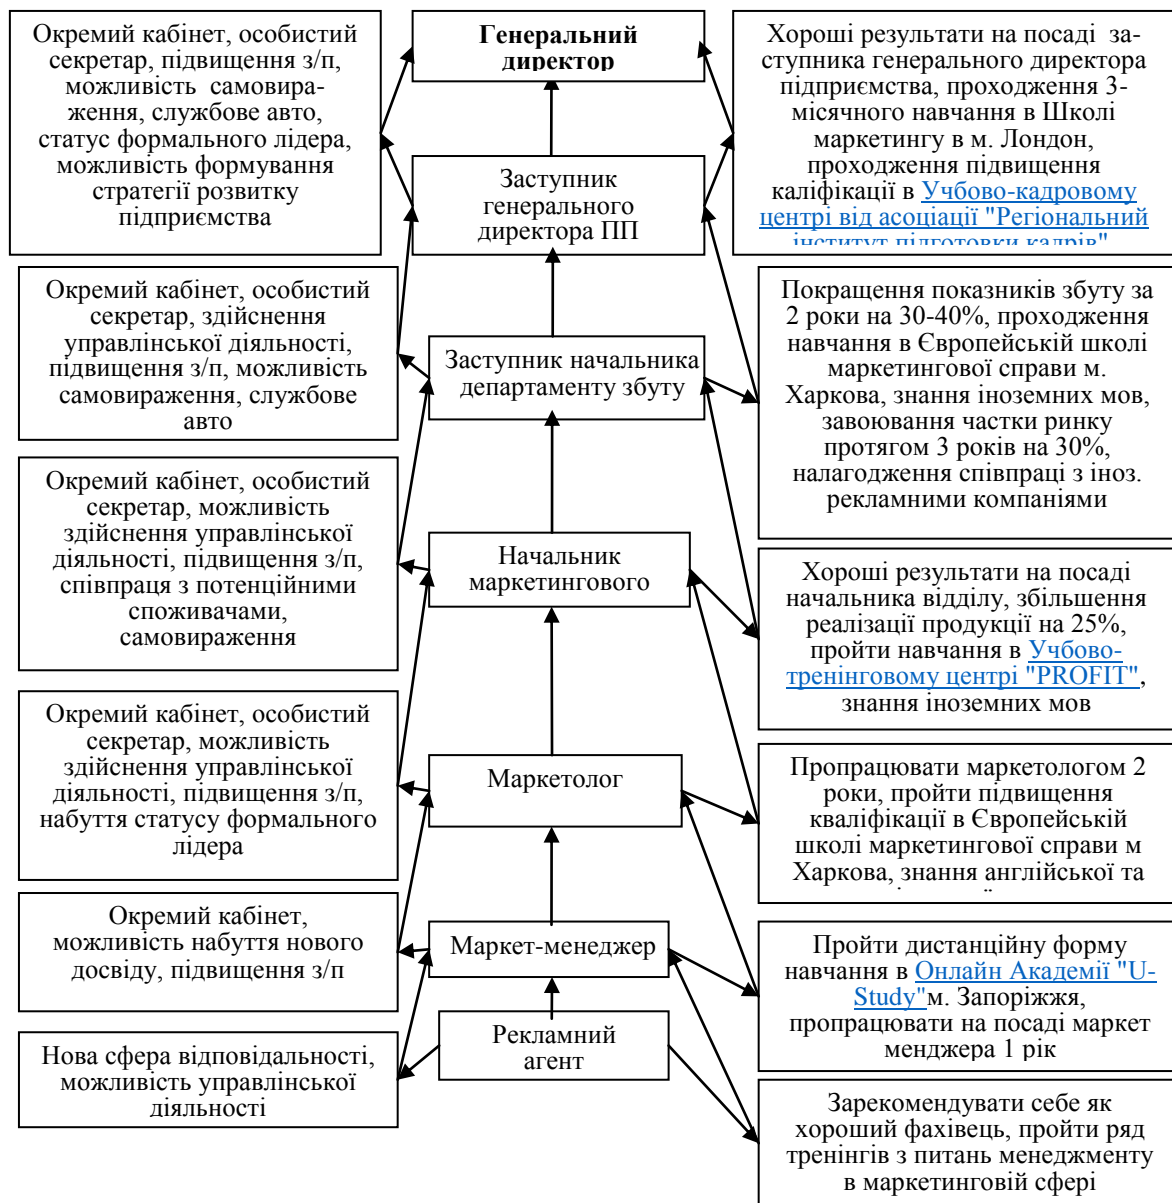 Окремий кабінет, особистий
секретар, підвищення з/п,
можливість самовира-
ження, службове авто,
статус формального лідера,
можливість формування
стратегії розвитку
підприємства
Генеральний
директор
Хороші результати на посаді за-
ступника генерального директора
підприємства, проходження 3-
місячного навчання в Школі
маркетингу в м. Лондон,
проходження підвищення
каліфікації в Учбово-кадровому
центрі від асоціації "Регіональний
інститут підготовки кадрів"
Заступник
генерального
директора ПП
Окремий кабінет, особистий
секретар, здійснення
управлінської діяльності,
підвищення з/п, можливість
самовираження, службове
авто
Заступник начальника
департаменту збуту
Покращення показників збуту за
2 роки на 30-40%, проходження
навчання в Європейській школі
маркетингової справи м.
Харкова, знання іноземних мов,
завоювання частки ринку
протягом 3 років на 30%,
налагодження співпраці з іноз.
рекламними компаніями
Окремий кабінет, особистий
секретар, можливість
здійснення управлінської
діяльності, підвищення з/п,
співпраця з потенційними
споживачами,
самовираження
Начальник
маркетингового
Хороші результати на посаді
начальника відділу, збільшення
реалізації продукції на 25%,
пройти навчання в Учбово-
тренінговому центрі "PROFIT",
знання іноземних мов
Окремий кабінет, особистий
секретар, можливість
здійснення управлінської
діяльності, підвищення з/п,
набуття статусу формального
лідера
Маркетолог
Пропрацювати маркетологом 2
роки, пройти підвищення
кваліфікації в Європейській
школі маркетингової справи м
Харкова, знання англійської та
Окремий кабінет,
можливість набуття нового
досвіду, підвищення з/п
Маркет-менеджер
Пройти дистанційну форму
навчання в Онлайн Академії "U-
Study"м. Запоріжжя,
пропрацювати на посаді маркет
менджера 1 рік
Нова сфера відповідальності,
можливість управлінської
діяльності
Рекламний
агент
Зарекомендувати себе як
хороший фахівець, пройти ряд
тренінгів з питань менеджменту
в маркетинговій сфері